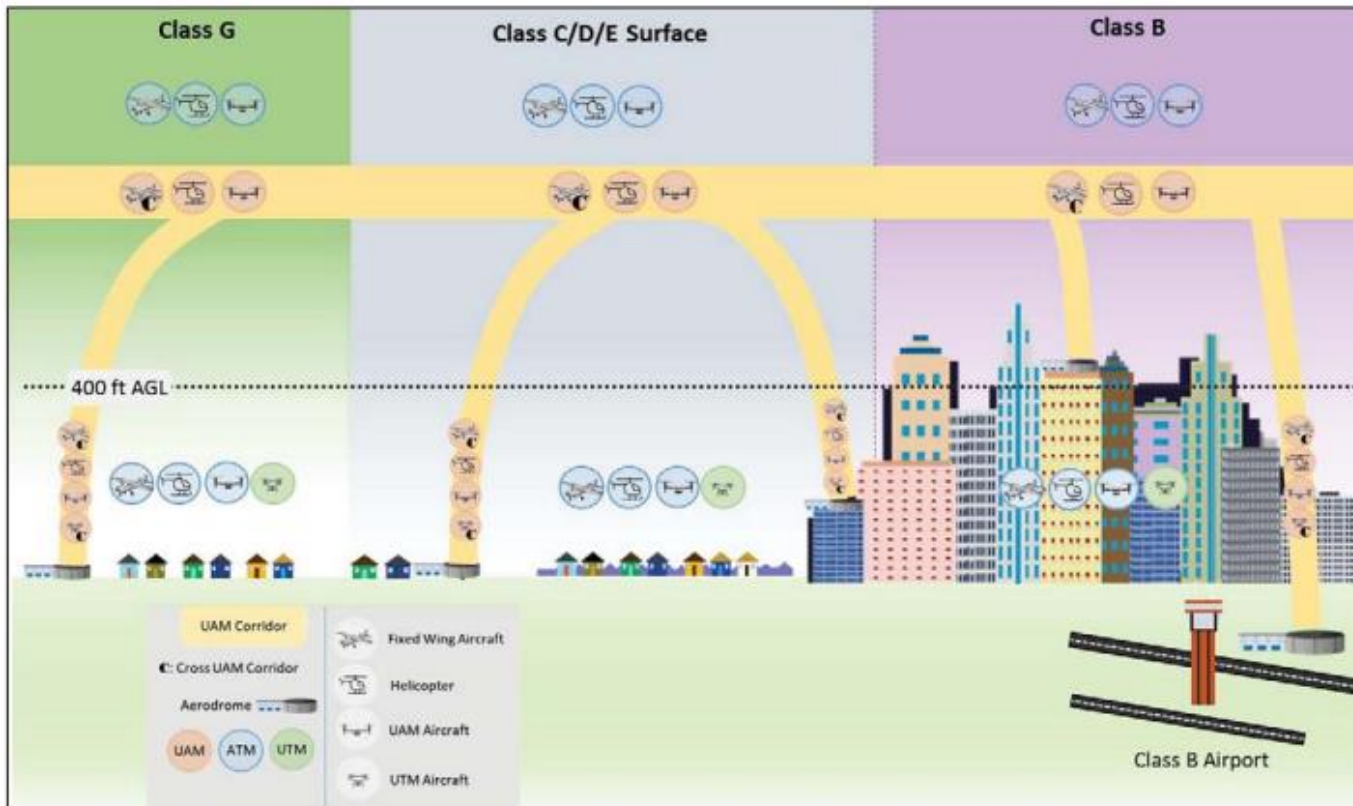 Class G
Class C/D/E Surface
Class B
C
C
C
400 ft AGL
C
C
C
C
C
C
C
C
UAM Corridor
C: Cross UAM Corridor
Aerodrome
UAM
ATM
UTM
Fixed Wing Aircraft
Helicopter
UAM Aircraft
UTM Aircraft
Class B Airport